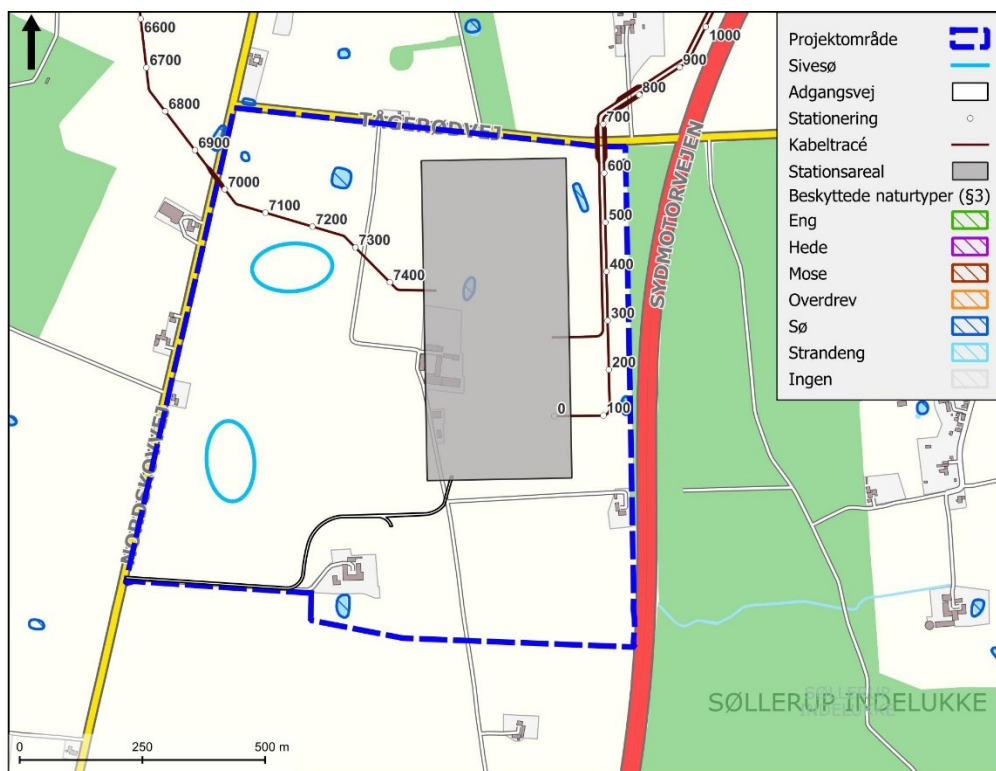 6600
6700
6800
6900
7000
7100
7200
7300
7400
1000
900
800
700
600
500
400
300
200
100
0
TÅGERØDVEJ
SYDMOTORVEJEN
NORDSKOVVEJ
SØLLERUP INDELUKKE
SØLLERUP
INDELUKKE
0 250 500 m
Projektområde
Sivesø
Adgangsvej
Stationering
Kabeltracé
Stationsareal
Beskyttede naturtyper (§3)
Eng
Hede
Mose
Overdrev
Sø
Strandeng
Ingen